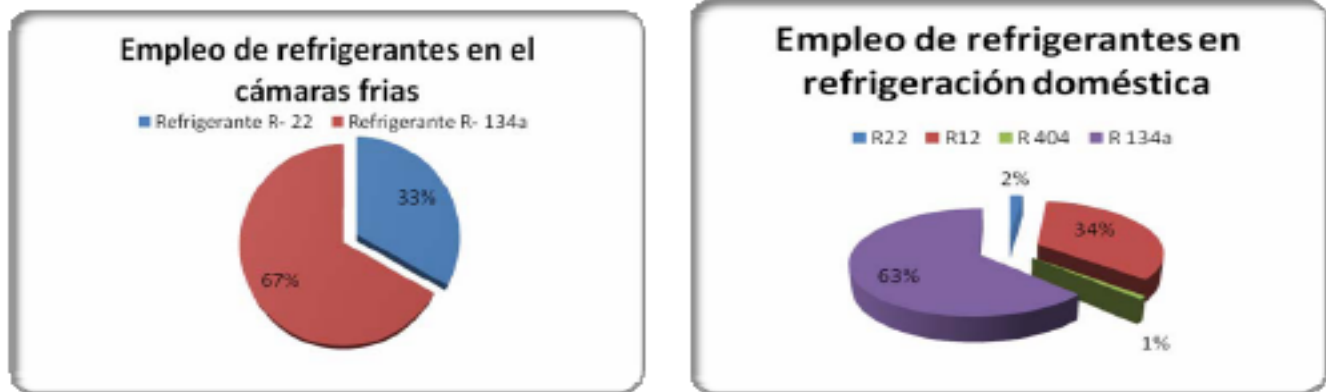 Empleo de refrigerantes en el
cámaras frias
Refrigerante R- 22 Refrigerante R- 134a
33%
67%
Empleo de refrigerantes en
refrigeración doméstica
R22 R12 R 404 R 134a
2%
34%
63%
1%